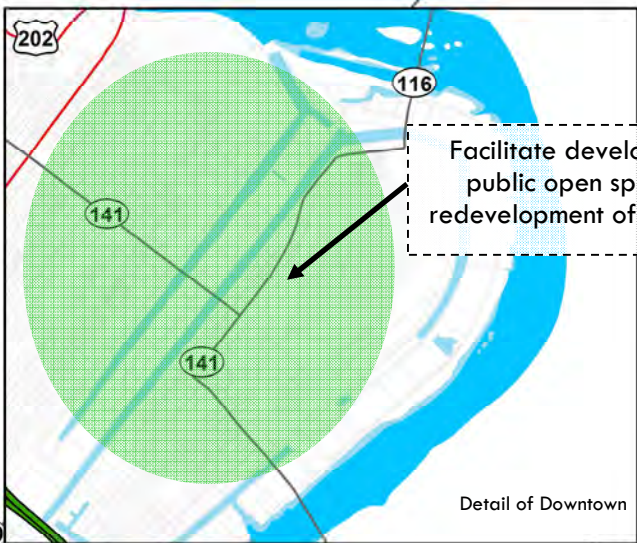 202
116
Facilitate develo
public open sp
redevelopment of
141
141
Detail of Downtown